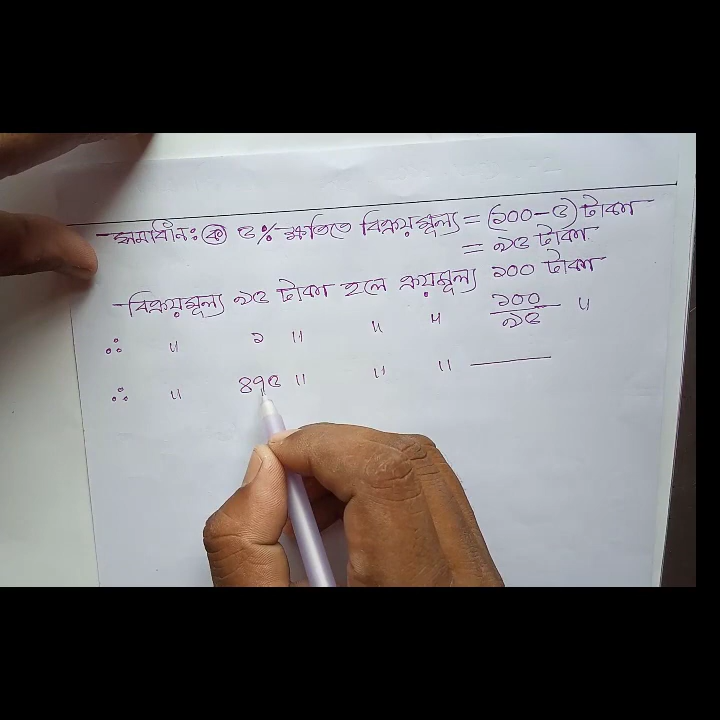 সমাধান: (ক) ৫% ক্ষতিতে বিক্রয়মূল্য = (১০০-৫) টাকা
= ৯৫ টাকা
বিক্রয়মূল্য ৯৫ টাকা হলে ক্রয়মূল্য ১০০ টাকা
∴ " ১ " " " ১০০/৯৫ "
∴ " ৪৭৫ " " "